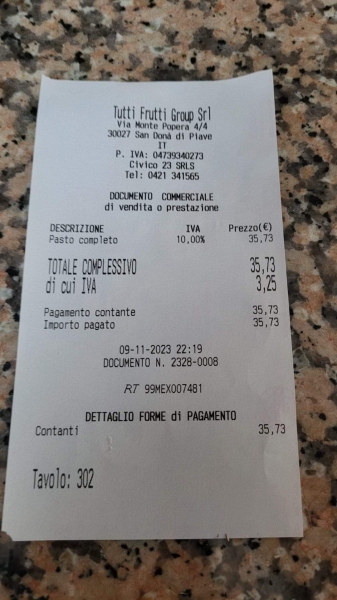 Tutti Frutti Group Srl
Via Monte Popera 4/4
30027 San Donà di Piave
IT
P. IVA: 04739340273
Civico 23 SRLS
Tel: 0421 341565
DOCUMENTO COMMERCIALE
di vendita o prestazione
DESCRIZIONE IVA Prezzo(€)
Pasto completo 10,00% 35,73
TOTALE COMPLESSIVO 35,73
di cui IVA 3,25
Pagamento contante 35,73
Importo pagato 35,73
09-11-2023 22:19
DOCUMENTO N. 2328-0008
RT 99MEX007481
DETTAGLIO FORME di PAGAMENTO
Contanti 35,73
Tavolo: 302